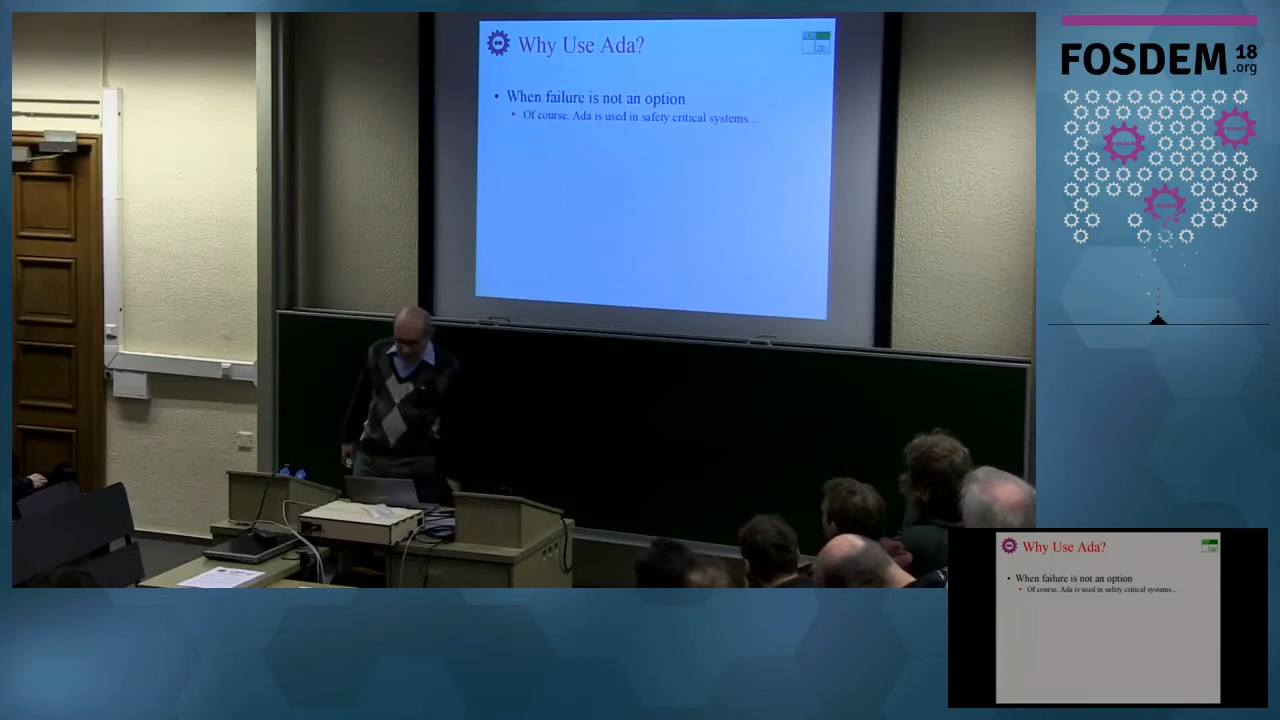 Why Use Ada?
• When failure is not an option
• Of course, Ada is used in safety critical systems...
FOSDEM 18
.org
Why Use Ada?
• When failure is not an option
• Of course, Ada is used in safety critical systems...